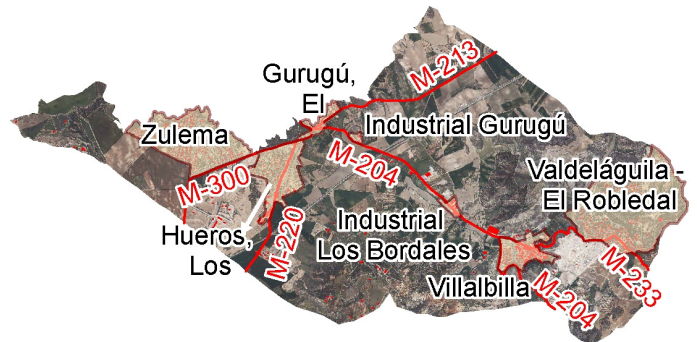 M-213
Gurugú,
El
Zulema
Industrial Gurugú
M-204
Valdeláguila -
El Robledal
M-300
Industrial
Los Bordales
Hueros,
Los
M-220
Villalbilla
M-233
M-204